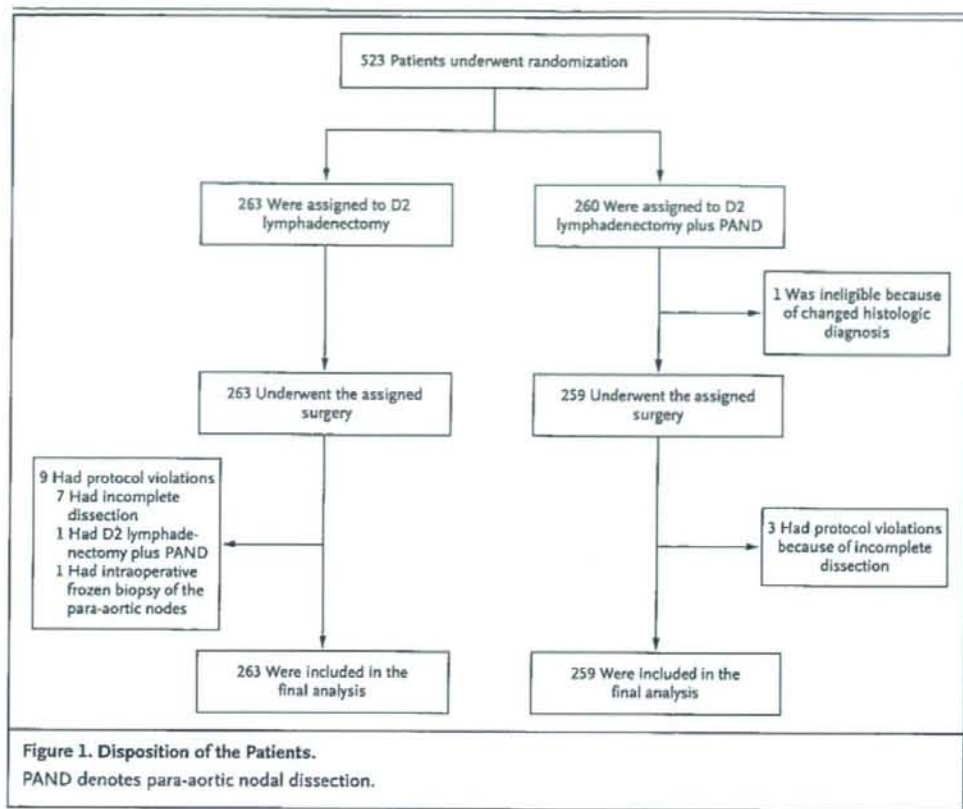 523 Patients underwent randomization
263 Were assigned to D2
lymphadenectomy
260 Were assigned to D2
lymphadenectomy plus PAND
1 Was ineligible because
of changed histologic
diagnosis
263 Underwent the assigned
surgery
259 Underwent the assigned
surgery
9 Had protocol violations
7 Had incomplete
dissection
1 Had D2 lymphade-
nectomy plus PAND
1 Had intraoperative
frozen biopsy of the
para-aortic nodes
3 Had protocol violations
because of incomplete
dissection
263 Were included in the
final analysis
259 Were included in the
final analysis
Figure 1. Disposition of the Patients.
PAND denotes para-aortic nodal dissection.